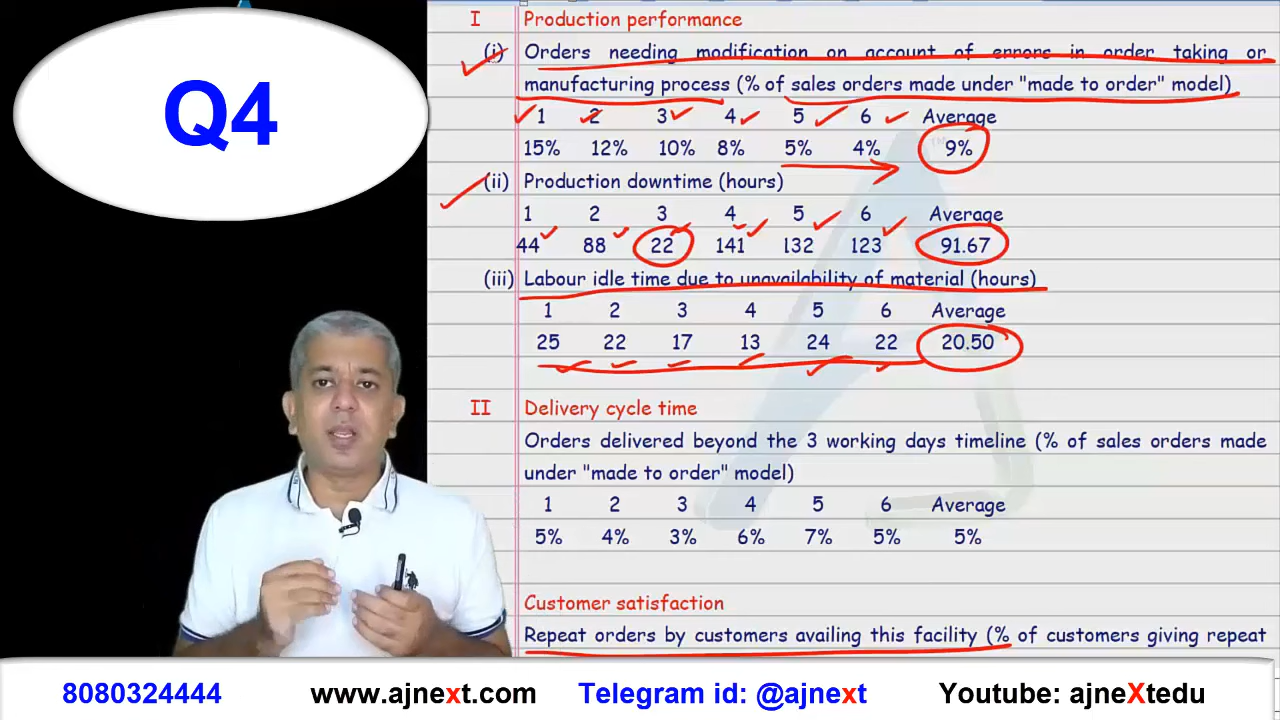 Q4
I Production performance
(i) Orders needing modification on account of errors in order taking or
manufacturing process (% of sales orders made under "made to order" model)
1 2 3 4 5 6 Average
15% 12% 10% 8% 5% 4% 9%
(ii) Production downtime (hours)
1 2 3 4 5 6 Average
44 88 22 141 132 123 91.67
(iii) Labour idle time due to unavailability of material (hours)
1 2 3 4 5 6 Average
25 22 17 13 24 22 20.50
II Delivery cycle time
Orders delivered beyond the 3 working days timeline (% of sales orders made
under "made to order" model)
1 2 3 4 5 6 Average
5% 4% 3% 6% 7% 5% 5%
Customer satisfaction
Repeat orders by customers availing this facility (% of customers giving repeat
8080324444 www.ajnext.com Telegram id: @ajnext Youtube: ajneXtedu